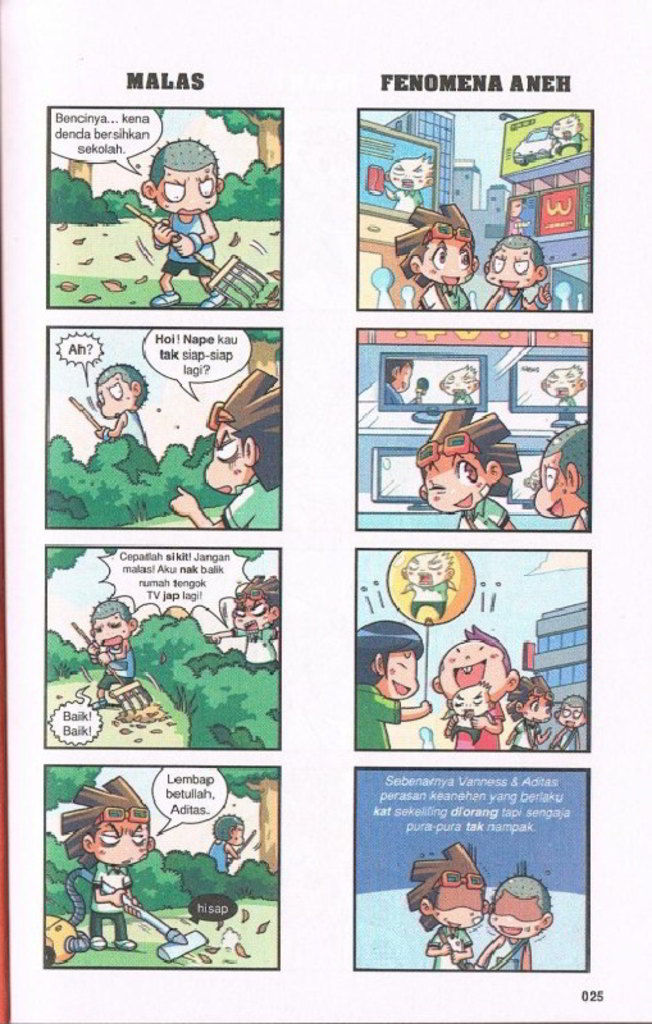 MALAS
Bencinya... kena
denda bersihkan
sekolah.
Ah?
Hoi! Nape kau
tak siap-siap
lagi?
Cepatlah sikit! Jangan
malas! Aku nak balik
rumah tengok
TV jap lagi!
Baik!
Baik!
Lembap
betullah,
Aditas..
hisap
FENOMENA ANEH
NEWS
Sebenarnya Vanness & Aditas
perasan keanehan yang berlaku
kat sekeliling diorang tapi sengaja
pura-pura tak nampak.
025